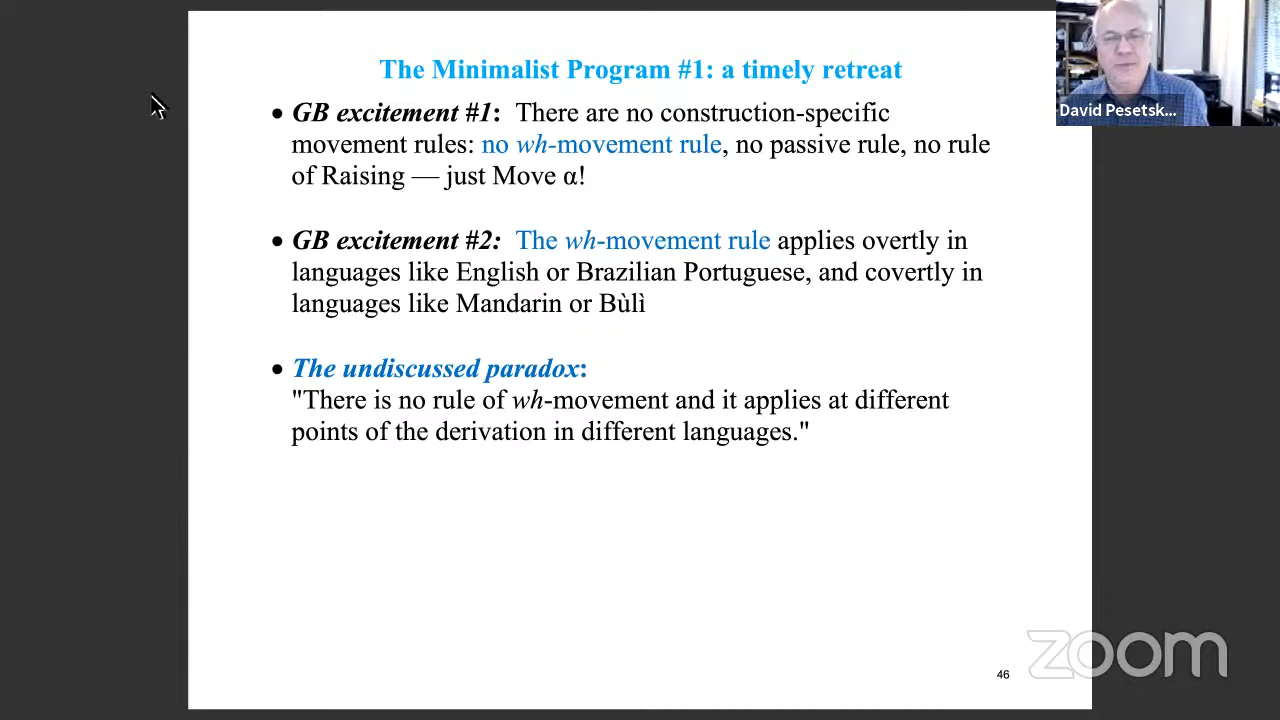 The Minimalist Program #1: a timely retreat
• GB excitement #1: There are no construction-specific
movement rules: no wh-movement rule, no passive rule, no rule
of Raising — just Move α!
• GB excitement #2: The wh-movement rule applies overtly in
languages like English or Brazilian Portuguese, and covertly in
languages like Mandarin or Bùlì
• The undiscussed paradox:
"There is no rule of wh-movement and it applies at different
points of the derivation in different languages."
46
David Pesetsk...
zoom